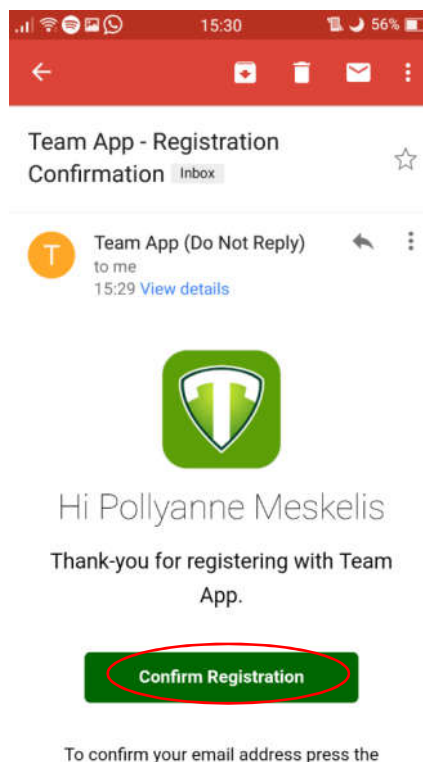 15:30
56%
Team App - Registration
Confirmation Inbox
T
Team App (Do Not Reply)
to me
15:29 View details
T
Hi Pollyanne Meskelis
Thank-you for registering with Team
App.
Confirm Registration
To confirm your email address press the